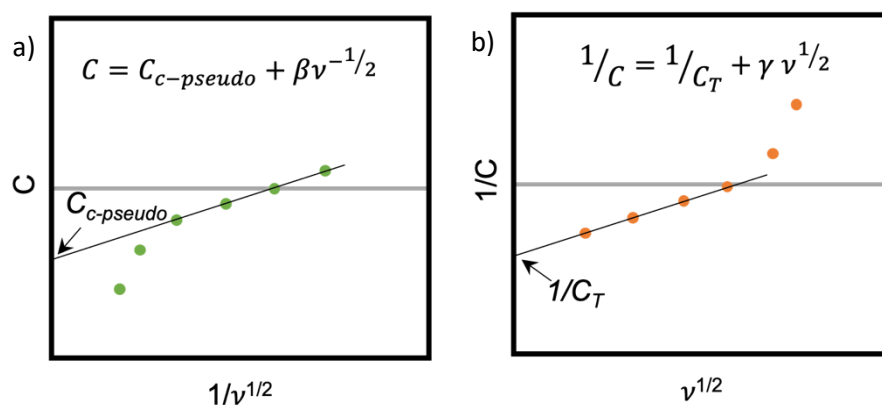 a)
C = C_{c-pseudo} + βν^{-1/2}
C
C_{c-pseudo}
1/ν^{1/2}
b)
1/C = 1/C_T + γ ν^{1/2}
1/C
1/C_T
ν^{1/2}